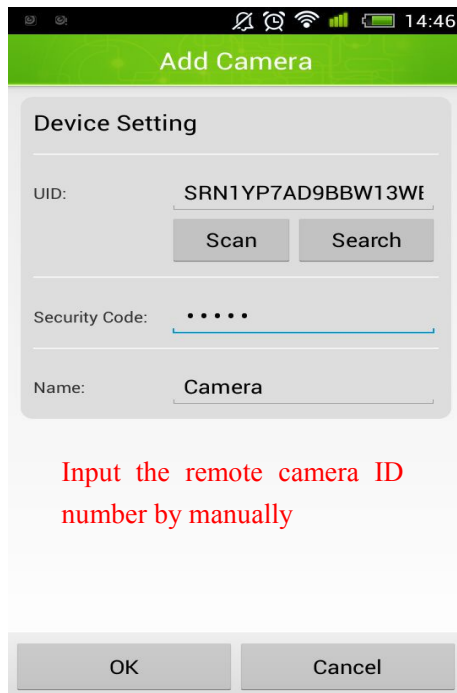 14:46
Add Camera
Device Setting
UID: SRN1YP7AD9BBW13WE
Scan Search
Security Code: •••••
Name: Camera
Input the remote camera ID
number by manually
OK Cancel